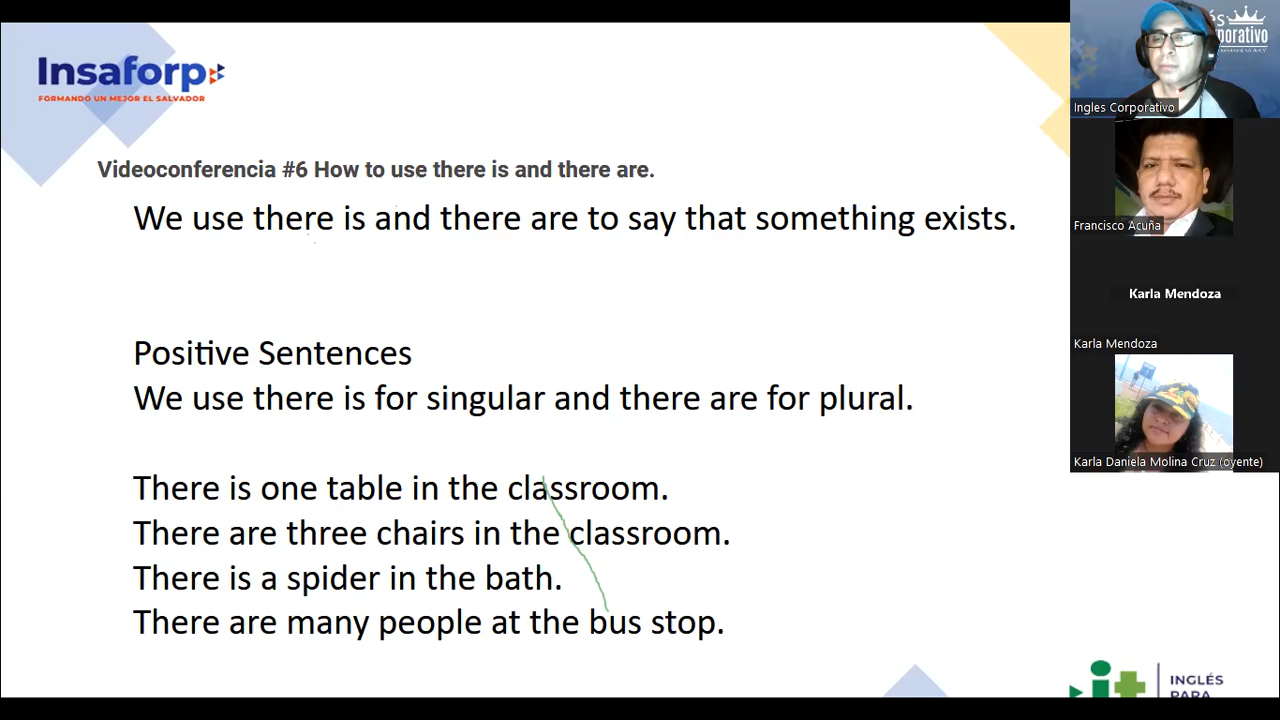 Insaforp
FORMANDO UN MEJOR EL SALVADOR
Videoconferencia #6 How to use there is and there are.
We use there is and there are to say that something exists.
Positive Sentences
We use there is for singular and there are for plural.
There is one table in the classroom.
There are three chairs in the classroom.
There is a spider in the bath.
There are many people at the bus stop.
it
INGLÉS
PARA
Ingles Corporativo
Francisco Acuña
Karla Mendoza
Karla Mendoza
Karla Daniela Molina Cruz (oyente)